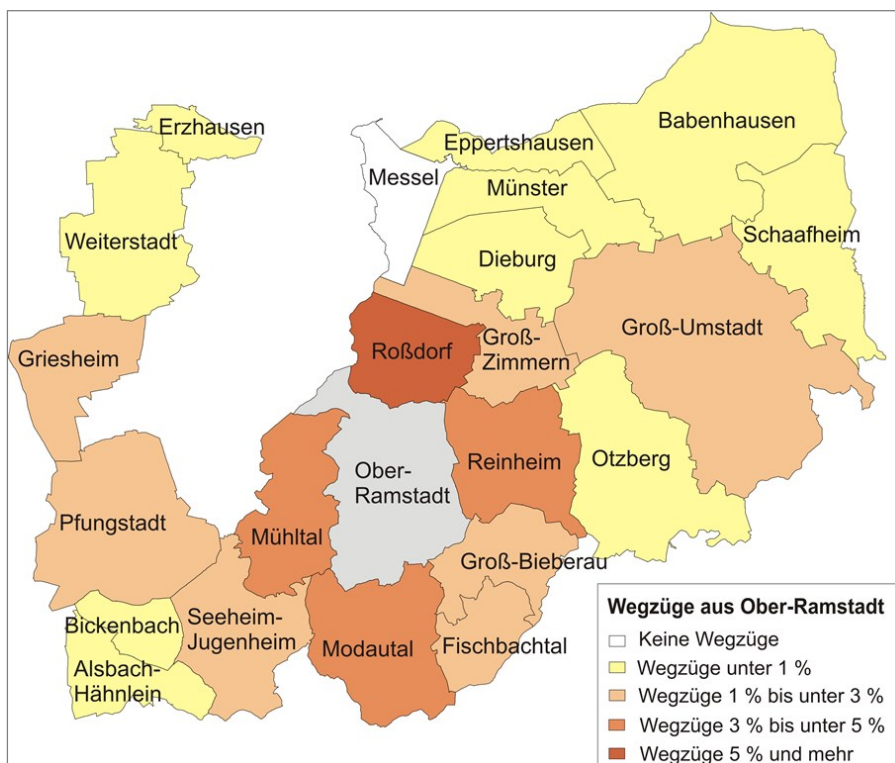 Babenhausen
Erzhausen
Eppertshausen
Messel
Münster
Schaafheim
Weiterstadt
Dieburg
Groß-Umstadt
Griesheim
Roßdorf
Groß-
Zimmern
Ober-
Ramstadt
Reinheim
Otzberg
Pfungstadt
Mühltal
Groß-Bieberau
Bickenbach
Seeheim-
Jugenheim
Modautal
Fischbachtal
Alsbach-
Hähnlein
Wegzüge aus Ober-Ramstadt
Keine Wegzüge
Wegzüge unter 1 %
Wegzüge 1 % bis unter 3 %
Wegzüge 3 % bis unter 5 %
Wegzüge 5 % und mehr